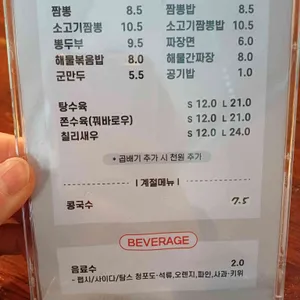 짬뽕 8.5 짬뽕밥 8.5
소고기짬뽕 10.5 소고기짬뽕밥 10.5
뽕두부 9.5 짜장면 6.0
해물볶음밥 8.0 해물간짜장 8.0
군만두 5.5 공기밥 1.0
탕수육 S 12.0 L 21.0
쫀수육(꿔바로우) S 12.0 L 21.0
칠리새우 S 12.0 L 24.0
* 곱배기 추가 시 천원 추가
| 계절메뉴 |
콩국수 7.5
BEVERAGE
음료수 2.0
- 펩시/사이다/탐스 청포도·석류,오렌지,파인,사과·키위